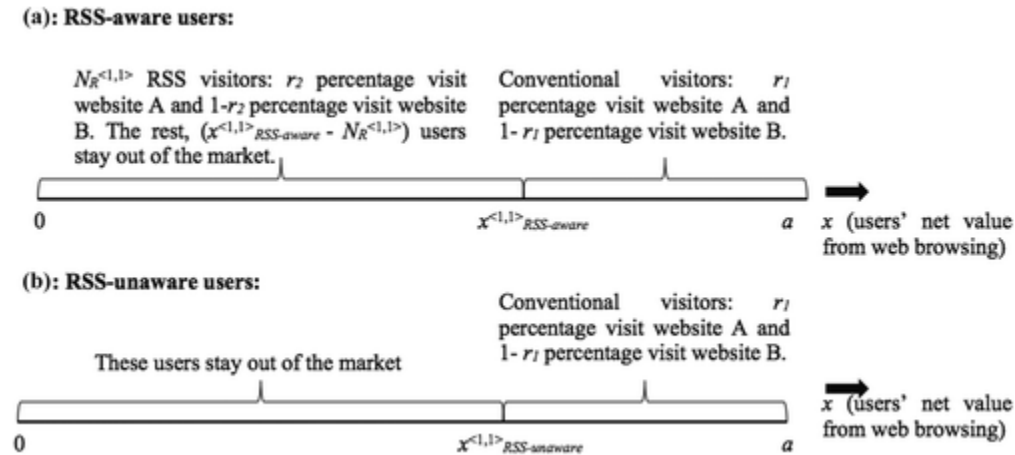 (a): RSS-aware users:
N_R^<1,1> RSS visitors: r₂ percentage visit
website A and 1-r₂ percentage visit website
B. The rest, (x^<1,1>_RSS-aware - N_R^<1,1>) users
stay out of the market.
Conventional visitors: r₁
percentage visit website A and
1- r₁ percentage visit website B.
0
x^<1,1>_RSS-aware
a
x (users’ net value
from web browsing)
(b): RSS-unaware users:
These users stay out of the market
Conventional visitors: r₁
percentage visit website A and
1- r₁ percentage visit website B.
0
x^<1,1>_RSS-unaware
a
x (users’ net value
from web browsing)